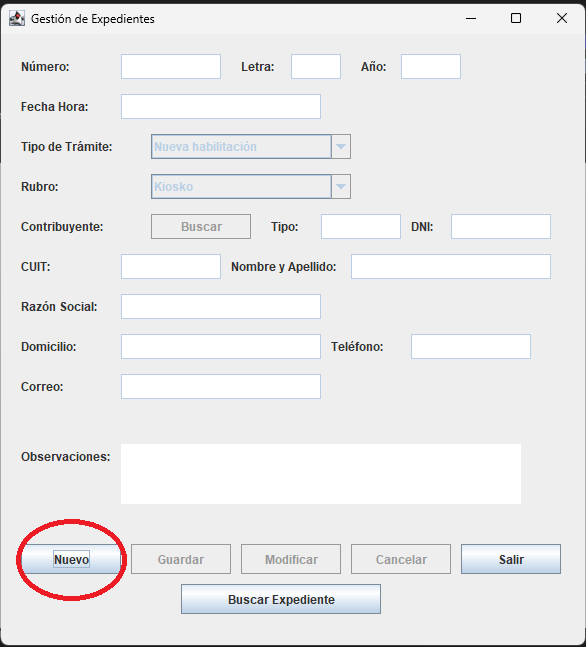 Gestión de Expedientes
Número: Letra: Año:
Fecha Hora:
Tipo de Trámite: Nueva habilitación
Rubro: Kiosko
Contribuyente: Buscar Tipo: DNI:
CUIT: Nombre y Apellido:
Razón Social:
Domicilio: Teléfono:
Correo:
Observaciones:
Nuevo Guardar Modificar Cancelar Salir
Buscar Expediente